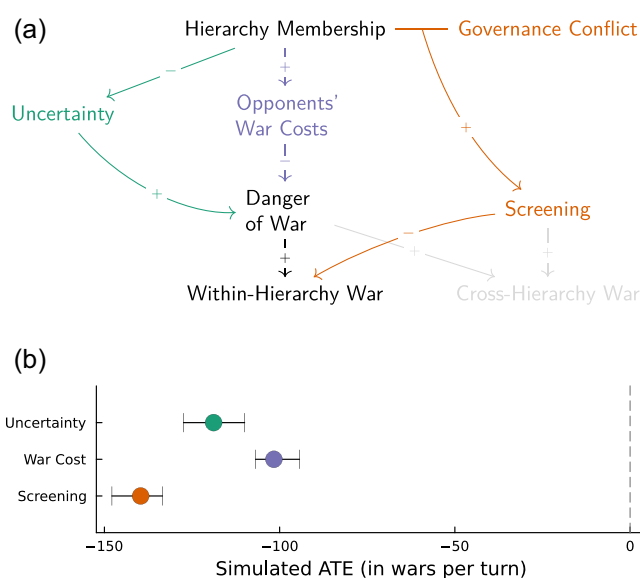 (a)
Hierarchy Membership
Governance Conflict
−
+
Opponents'
War Costs
Uncertainty
+
−
+
Danger
of War
Screening
−
+
+
+
Within-Hierarchy War
Cross-Hierarchy War
(b)
Uncertainty
War Cost
Screening
−150
−100
−50
0
Simulated ATE (in wars per turn)